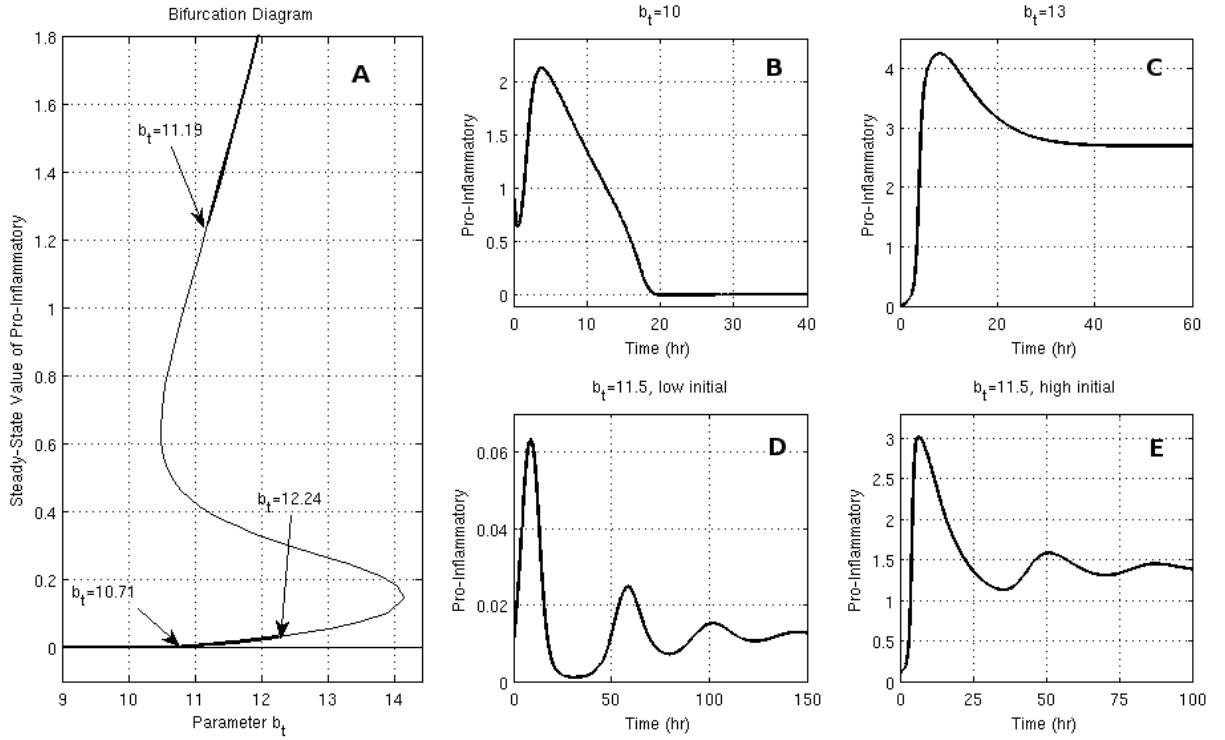 Bifurcation Diagram
A
b_t=11.19
b_t=12.24
b_t=10.71
Steady-State Value of Pro-Inflammatory
1.8
1.6
1.4
1.2
1
0.8
0.6
0.4
0.2
0
9 10 11 12 13 14
Parameter b_t
b_t=10
B
Pro-Inflammatory
2
1.5
1
0.5
0
0 20 30 40
Time (hr)
b_t=13
C
Pro-Inflammatory
4
3
2
1
0
0 20 40 60
Time (hr)
b_t=11.5, low initial
D
Pro-Inflammatory
0.06
0.04
0.02
0
0 50 100 150
Time (hr)
b_t=11.5, high initial
E
Pro-Inflammatory
3
2.5
2
1.5
1
0.5
0
0 25 50 75 100
Time (hr)